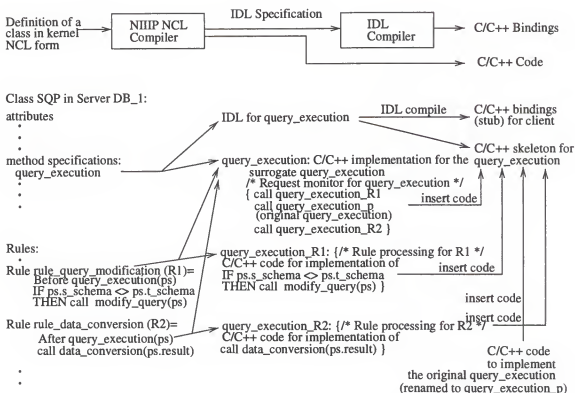 Definition of a
class in kernel
NCL form
NIIIP NCL
Compiler
IDL Specification
IDL
Compiler
C/C++ Bindings
C/C++ Code
Class SQP in Server DB_1:
attributes
IDL for query_execution
IDL compile
C/C++ bindings
(stub) for client
C/C++ skeleton for
query_execution
method specifications:
query_execution
query_execution: C/C++ implementation for the
surrogate query_execution
/* Request monitor for query_execution */
{ call query_execution_R1
call query_execution_p
(original query_execution)
call query_execution_R2 }
insert code
Rules:
Rule rule_query_modification (R1)=
Before query_execution(ps)
IF ps.s_schema <> ps.t_schema
THEN call modify_query(ps)
query_execution_R1: {/* Rule processing for R1 */
C/C++ code for implementation of
IF ps.s_schema <> ps.t_schema
THEN call modify_query(ps) }
insert code
insert code
Rule rule_data_conversion (R2)=
After query_execution(ps)
call data_conversion(ps.result)
query_execution_R2: {/* Rule processing for R2 */
C/C++ code for implementation of
call data_conversion(ps.result) }
insert code
C/C++ code
to implement
the original query_execution
(renamed to query_execution_p)